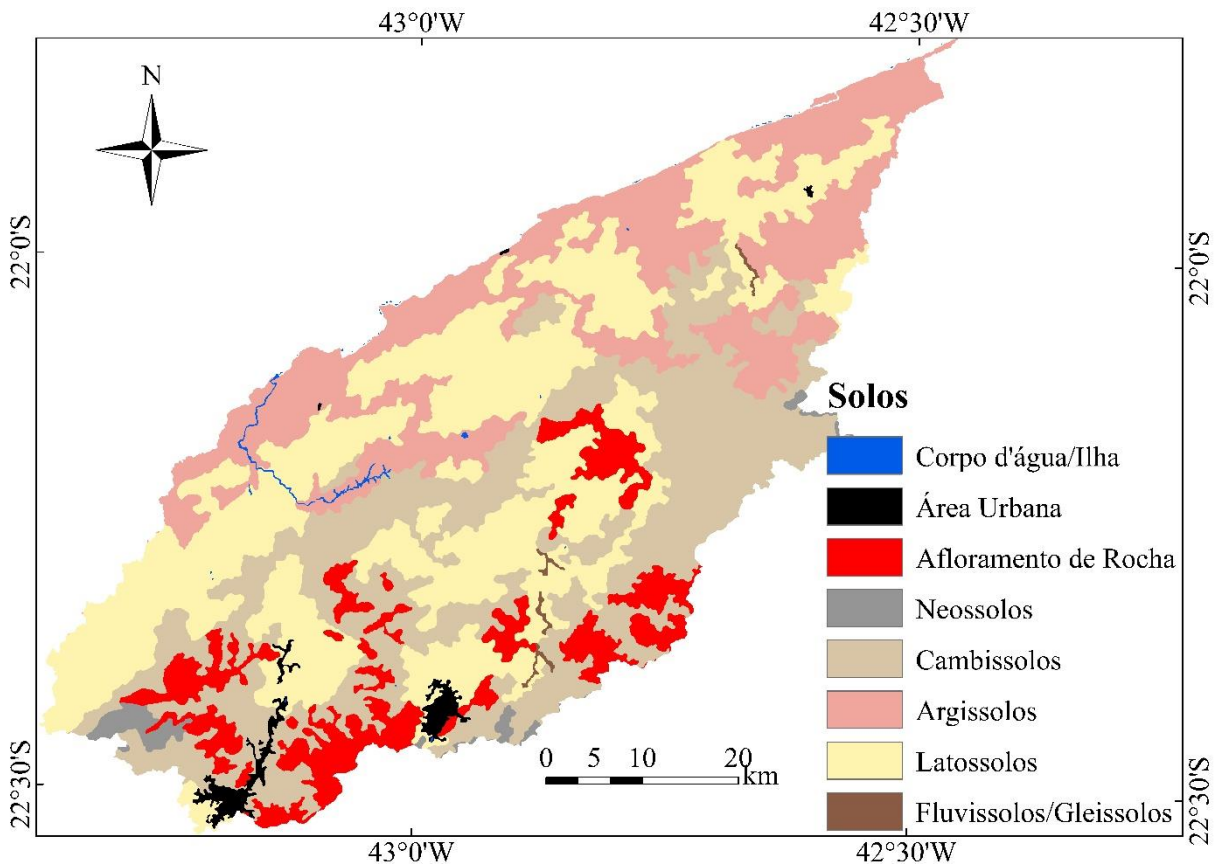 43°0'W
42°30'W
N
22°0'S
22°0'S
Solos
Corpo d'água/Ilha
Área Urbana
Afloramento de Rocha
Neossolos
Cambissolos
Argissolos
Latossolos
Fluvissolos/Gleissolos
0 5 10 20
km
22°30'S
22°30'S
43°0'W
42°30'W